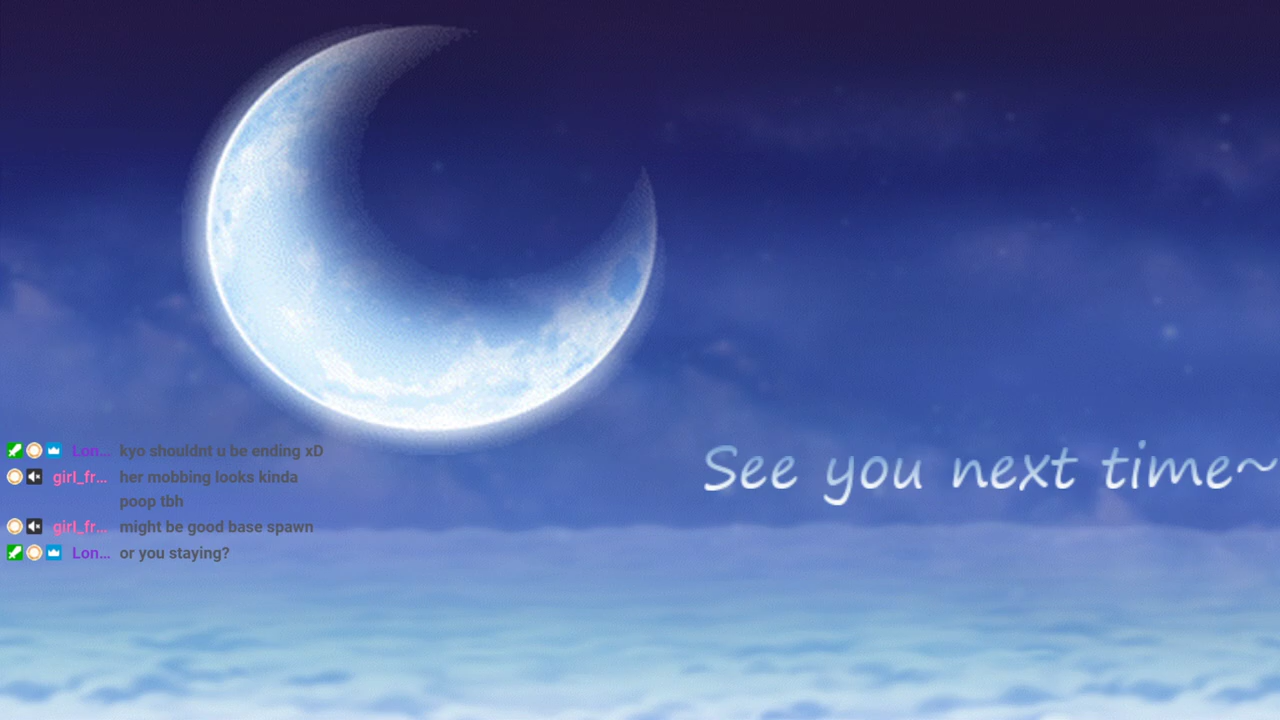 Lon... kyo shouldnt u be ending xD
girl_fr... her mobbing looks kinda
poop tbh
girl_fr... might be good base spawn
Lon... or you staying?
See you next time~